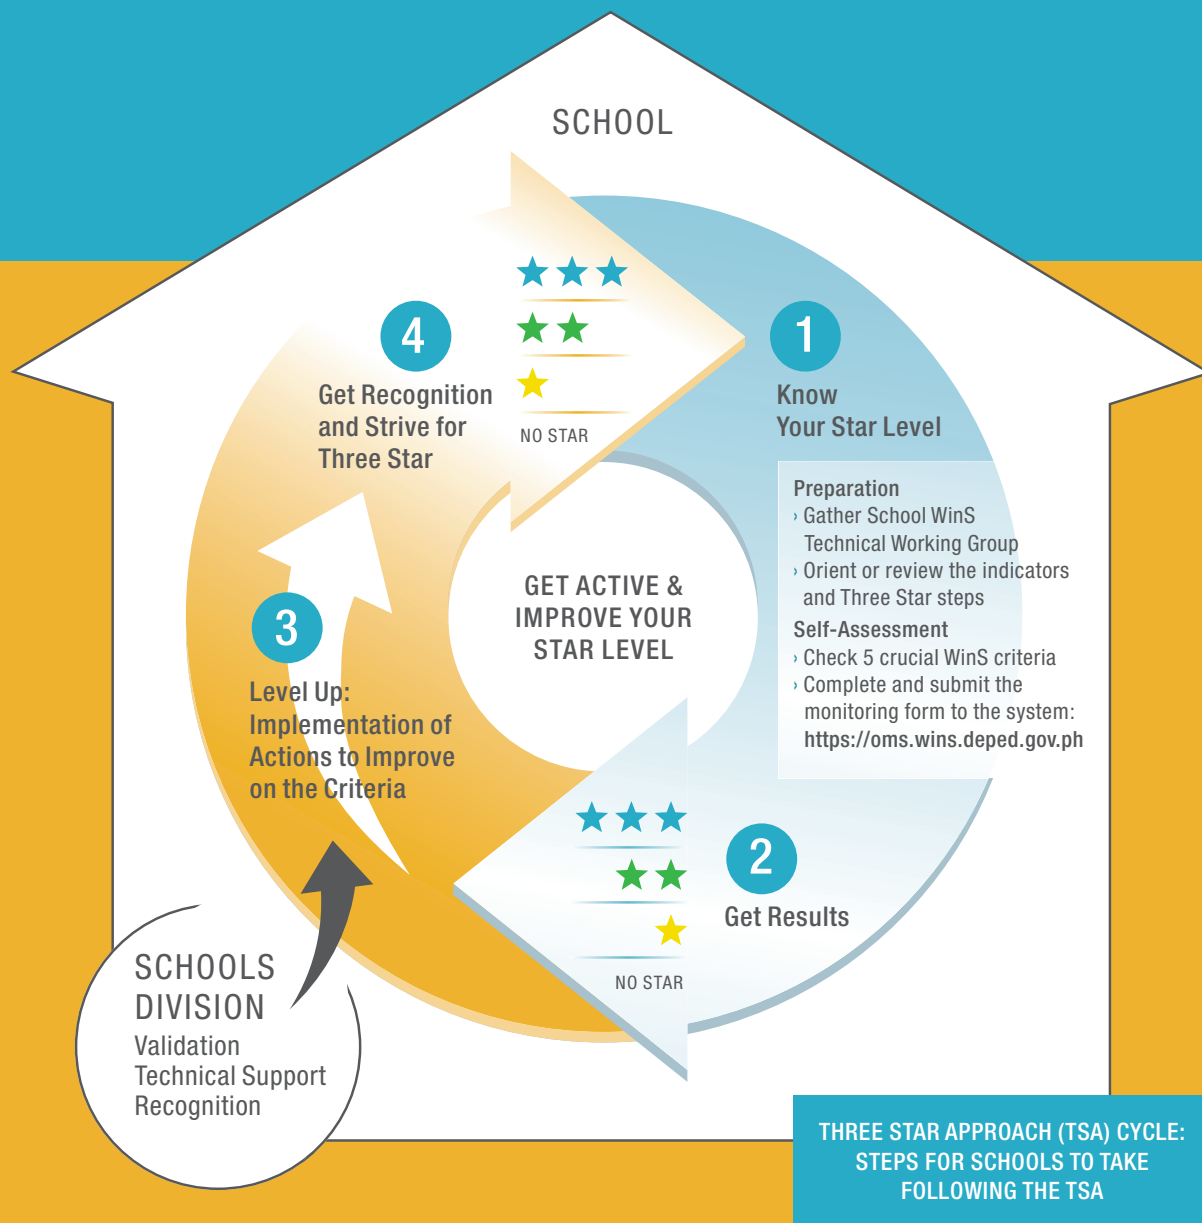 SCHOOL
1
Know
Your Star Level
Preparation
› Gather School WinS
Technical Working Group
› Orient or review the indicators
and Three Star steps
Self-Assessment
› Check 5 crucial WinS criteria
› Complete and submit the
monitoring form to the system:
https://oms.wins.deped.gov.ph
2
Get Results
NO STAR
3
Level Up:
Implementation of
Actions to Improve
on the Criteria
4
Get Recognition
and Strive for
Three Star
NO STAR
GET ACTIVE &
IMPROVE YOUR
STAR LEVEL
SCHOOLS
DIVISION
Validation
Technical Support
Recognition
THREE STAR APPROACH (TSA) CYCLE:
STEPS FOR SCHOOLS TO TAKE
FOLLOWING THE TSA